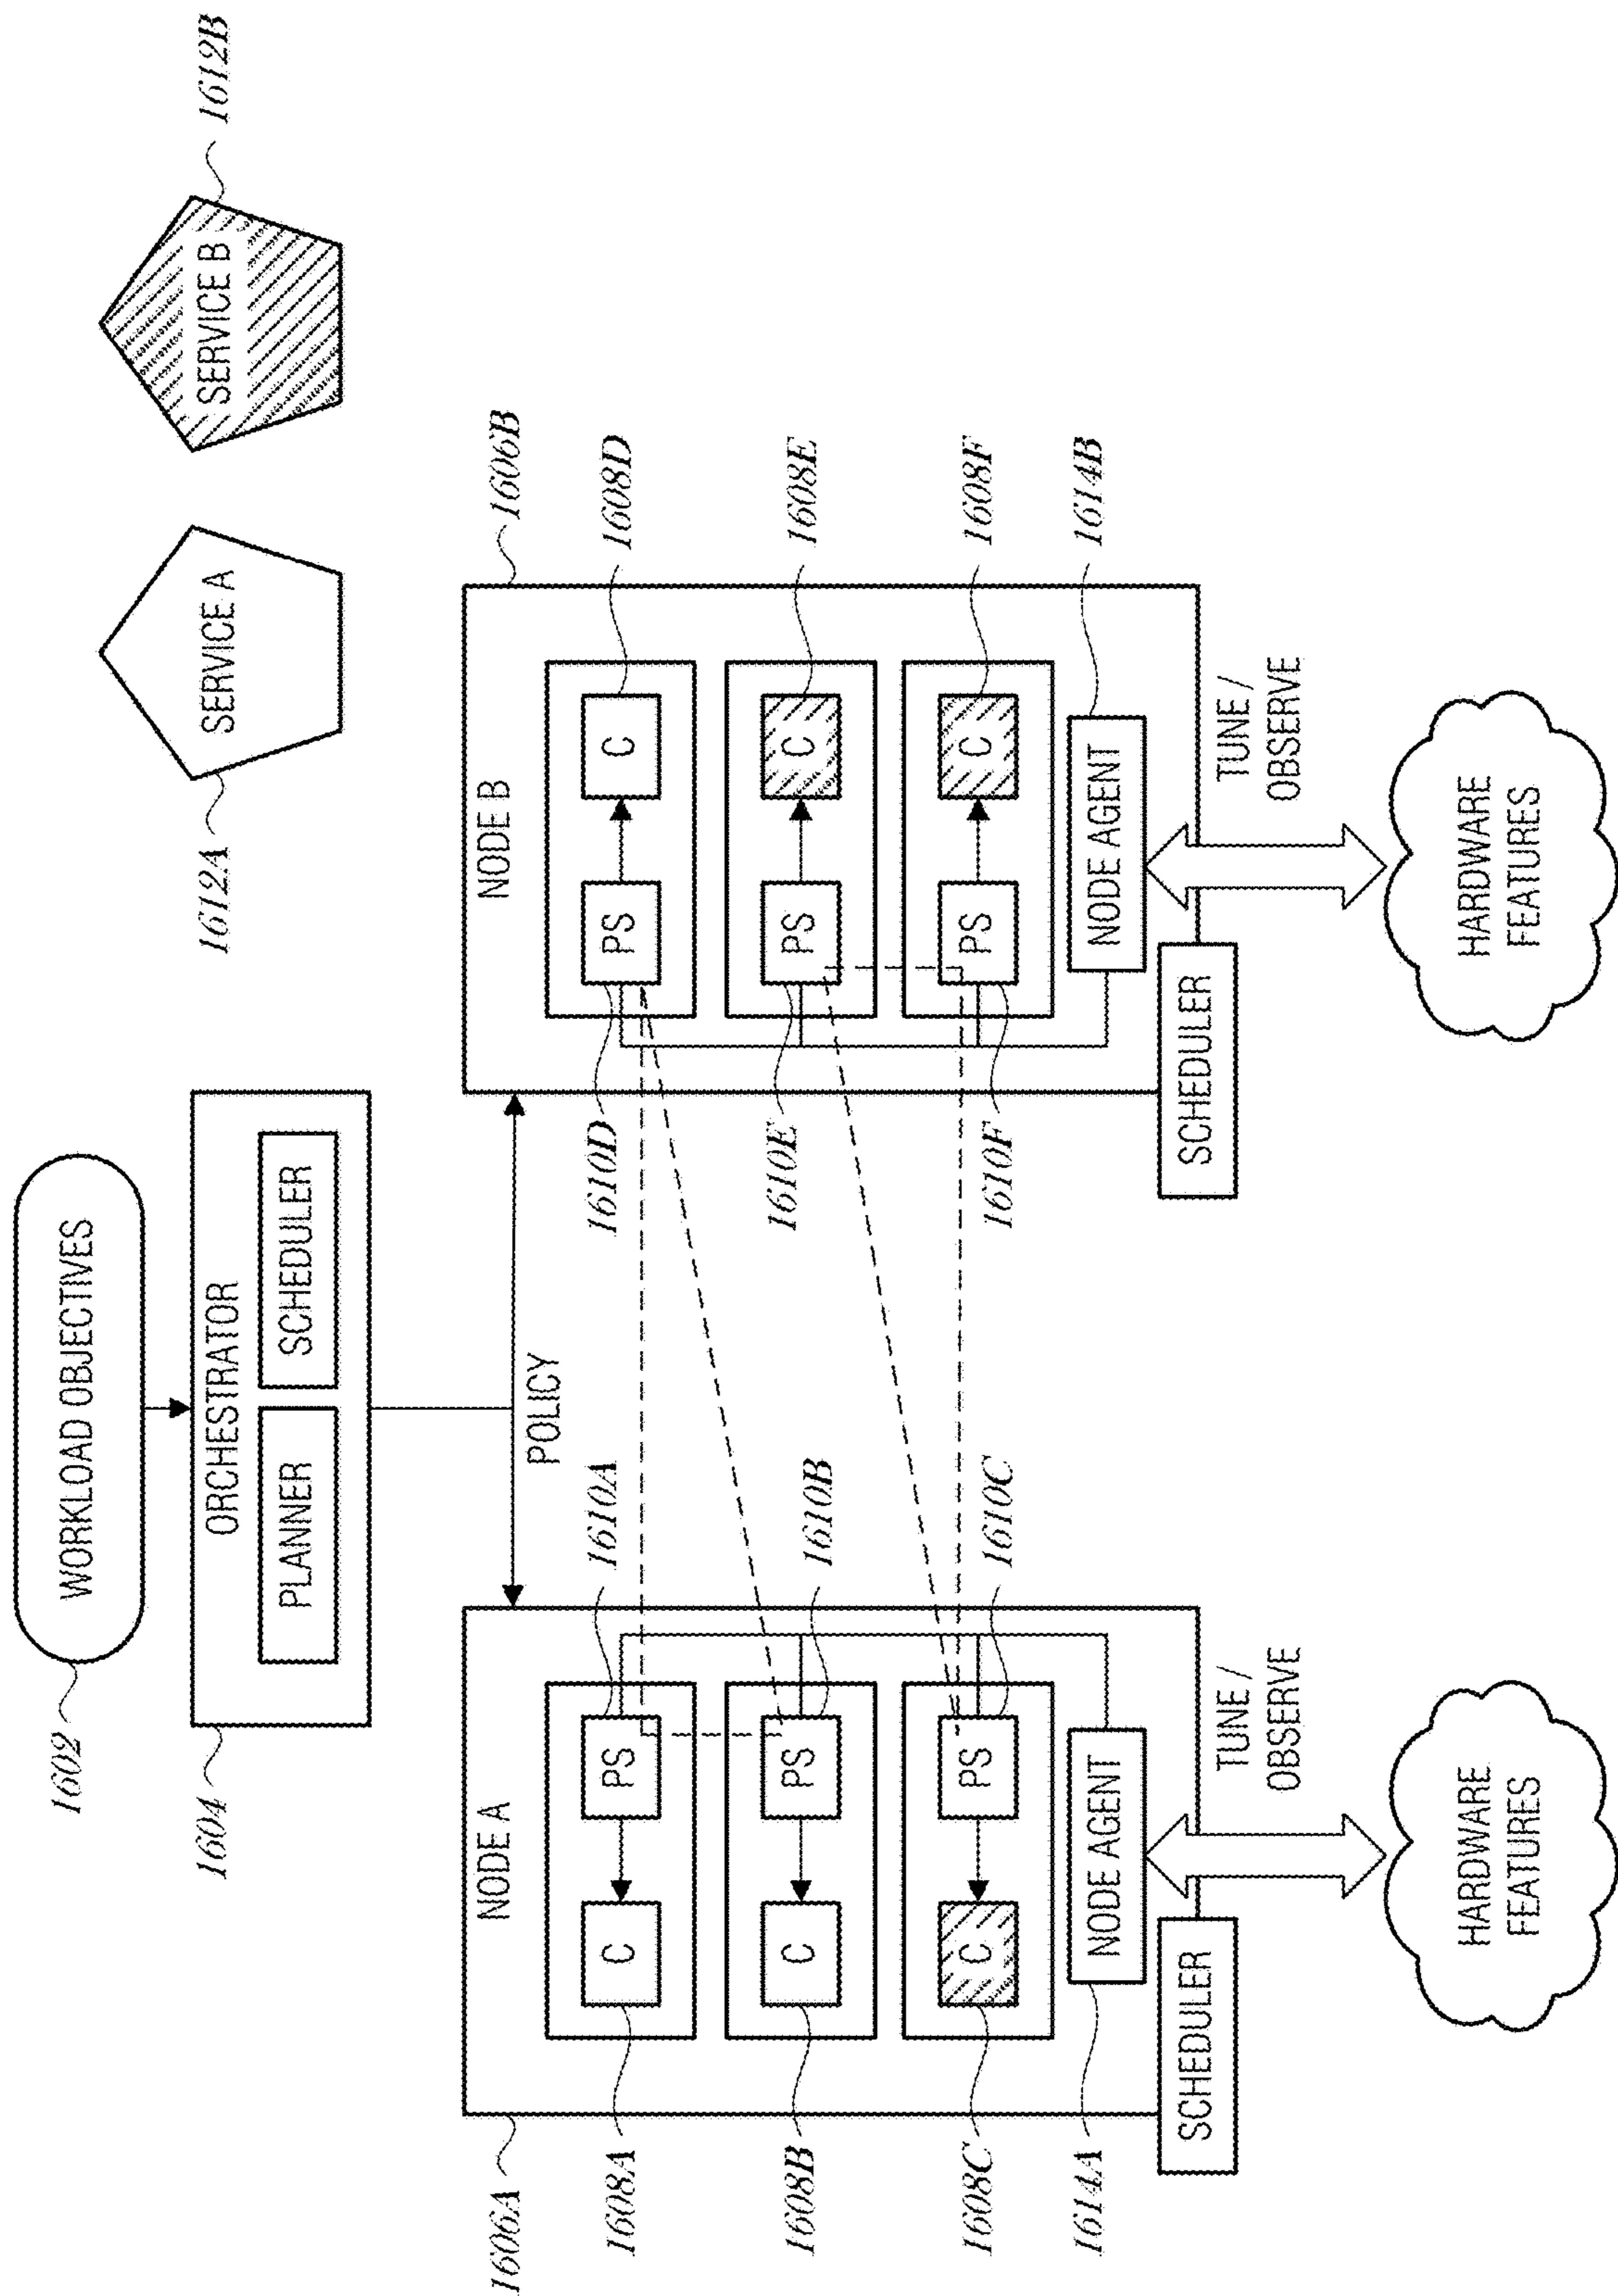 1602
WORKLOAD OBJECTIVES
1604
ORCHESTRATOR
PLANNER
SCHEDULER
1612A
SERVICE A
SERVICE B
1612B
POLICY
1606A
NODE A
1608A
C
PS
1610A
1608B
C
PS
1610B
1608C
C
PS
1610C
1614A
NODE AGENT
SCHEDULER
TUNE /
OBSERVE
HARDWARE
FEATURES
1606B
NODE B
1610D
PS
C
1608D
1610E
PS
C
1608E
1610F
PS
C
1608F
NODE AGENT
1614B
SCHEDULER
TUNE /
OBSERVE
HARDWARE
FEATURES